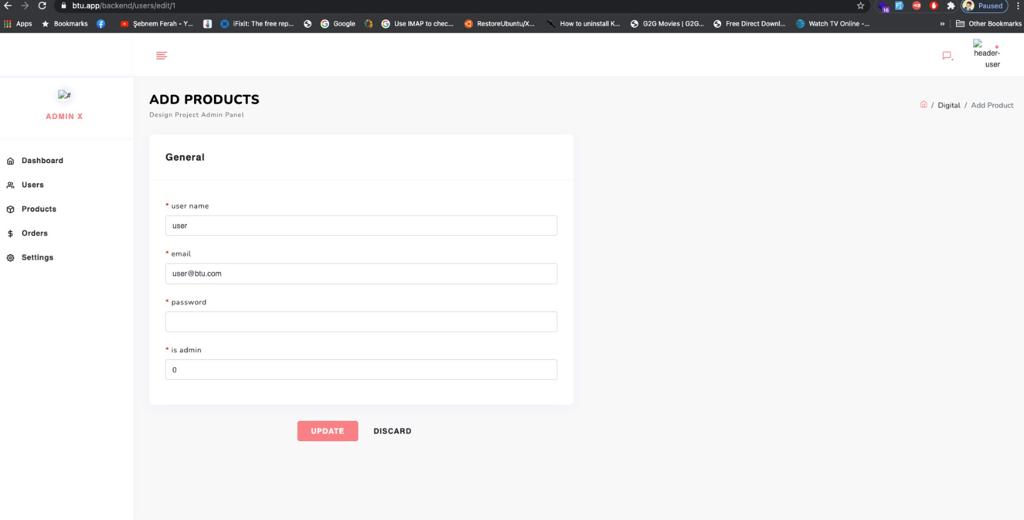 btu.app/backend/users/edit/1
Paused
Apps
Bookmarks
Şebnem Ferah - Y...
iFixit: The free rep...
Google
Use IMAP to chec...
RestoreUbuntu/X...
How to uninstall K...
G2G Movies | G2G...
Free Direct Downl...
Watch TV Online -...
»
Other Bookmarks
header-
user
#
ADMIN X
ADD PRODUCTS
Design Project Admin Panel
/ Digital / Add Product
Dashboard
Users
Products
Orders
Settings
General
* user name
user
* email
user@btu.com
* password
* is admin
0
UPDATE
DISCARD